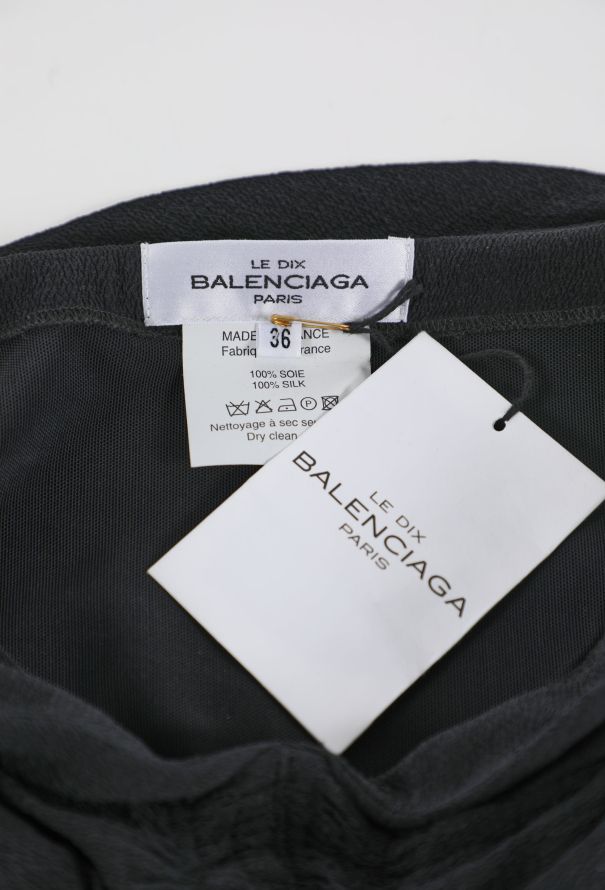 LE DIX
BALENCIAGA
PARIS
MADE
36
100% SOIE
100% SILK
P
Nettoyage à sec
Dry clean
LE DIX
BALENCIAGA
PARIS